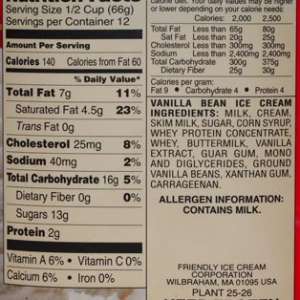 Serving Size 1/2 Cup (66g)
Servings per Container 12
Amount Per Serving
Calories 140 Calories from Fat 60
% Daily Value*
Total Fat 7g 11%
Saturated Fat 4.5g 23%
Trans Fat 0g
Cholesterol 25mg 8%
Sodium 40mg 2%
Total Carbohydrate 16g 5%
Dietary Fiber 0g 0%
Sugars 13g
Protein 2g
Vitamin A 6% • Vitamin C 0%
Calcium 6% • Iron 0%
or lower depending on your calorie needs:
Calories: 2,000 2,500
Total Fat Less than 65g 80g
Sat Fat Less than 20g 25g
Cholesterol Less than 300mg 300mg
Sodium Less than 2,400mg 2,400mg
Total Carbohydrate 300g 375g
Dietary Fiber 25g 30g
Calories per gram:
Fat 9 • Carbohydrate 4 • Protein 4
VANILLA BEAN ICE CREAM
INGREDIENTS: MILK, CREAM,
SKIM MILK, SUGAR, CORN SYRUP,
WHEY PROTEIN CONCENTRATE,
WHEY, BUTTERMILK, VANILLA
EXTRACT, GUAR GUM, MONO
AND DIGLYCERIDES, GROUND
VANILLA BEANS, XANTHAN GUM,
CARRAGEENAN.
ALLERGEN INFORMATION:
CONTAINS MILK.
FRIENDLY ICE CREAM
CORPORATION
WILBRAHAM, MA 01095 USA
PLANT 25-26